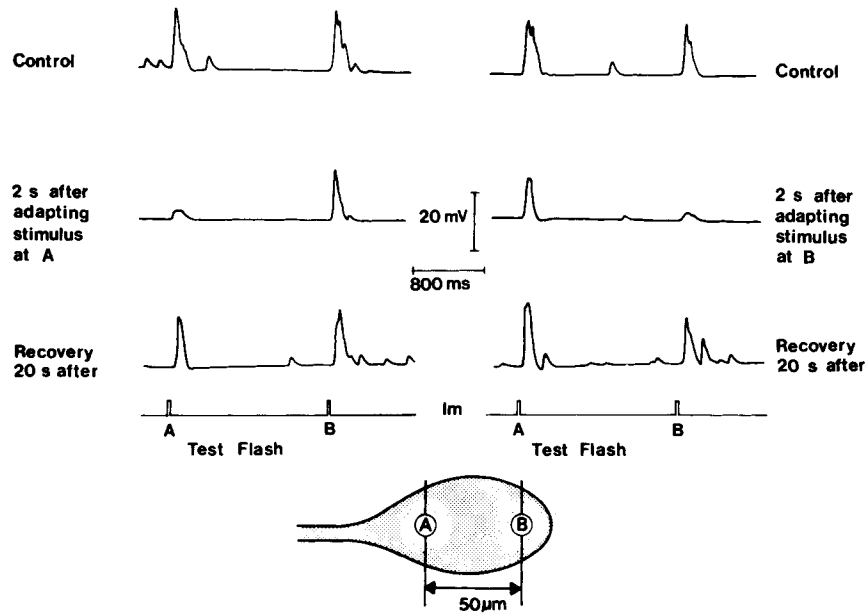 Control
Control
2 s after
adapting
stimulus
at A
20 mV
800 ms
2 s after
adapting
stimulus
at B
Recovery
20 s after
Recovery
20 s after
lm
A
B
A
B
Test Flash
Test Flash
A
B
50µm